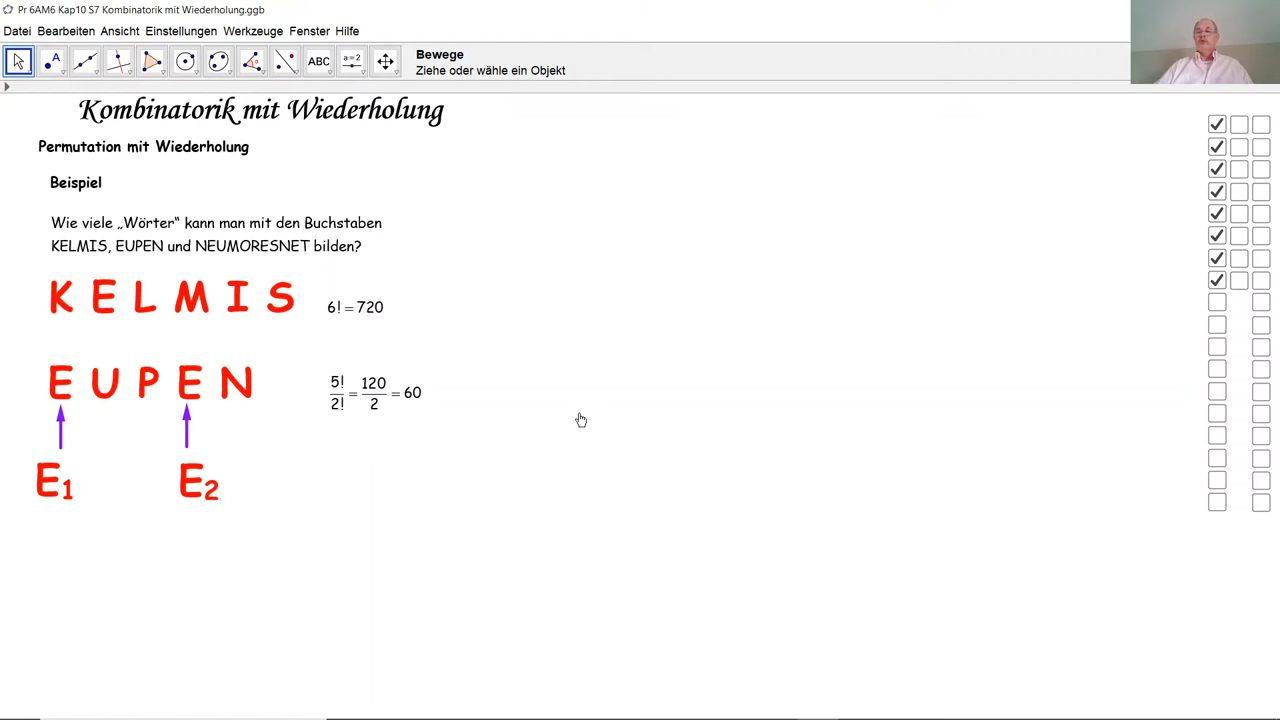 Pr 6AM6 Kap10 S7 Kombinatorik mit Wiederholung.ggb
Datei Bearbeiten Ansicht Einstellungen Werkzeuge Fenster Hilfe
A
ABC
a=2
Bewege
Ziehe oder wähle ein Objekt
Kombinatorik mit Wiederholung
Permutation mit Wiederholung
Beispiel
Wie viele „Wörter“ kann man mit den Buchstaben
KELMIS, EUPEN und NEUMORESNET bilden?
K E L M I S 6! = 720
E U P E N 5!/2! = 120/2 = 60
E₁ E₂